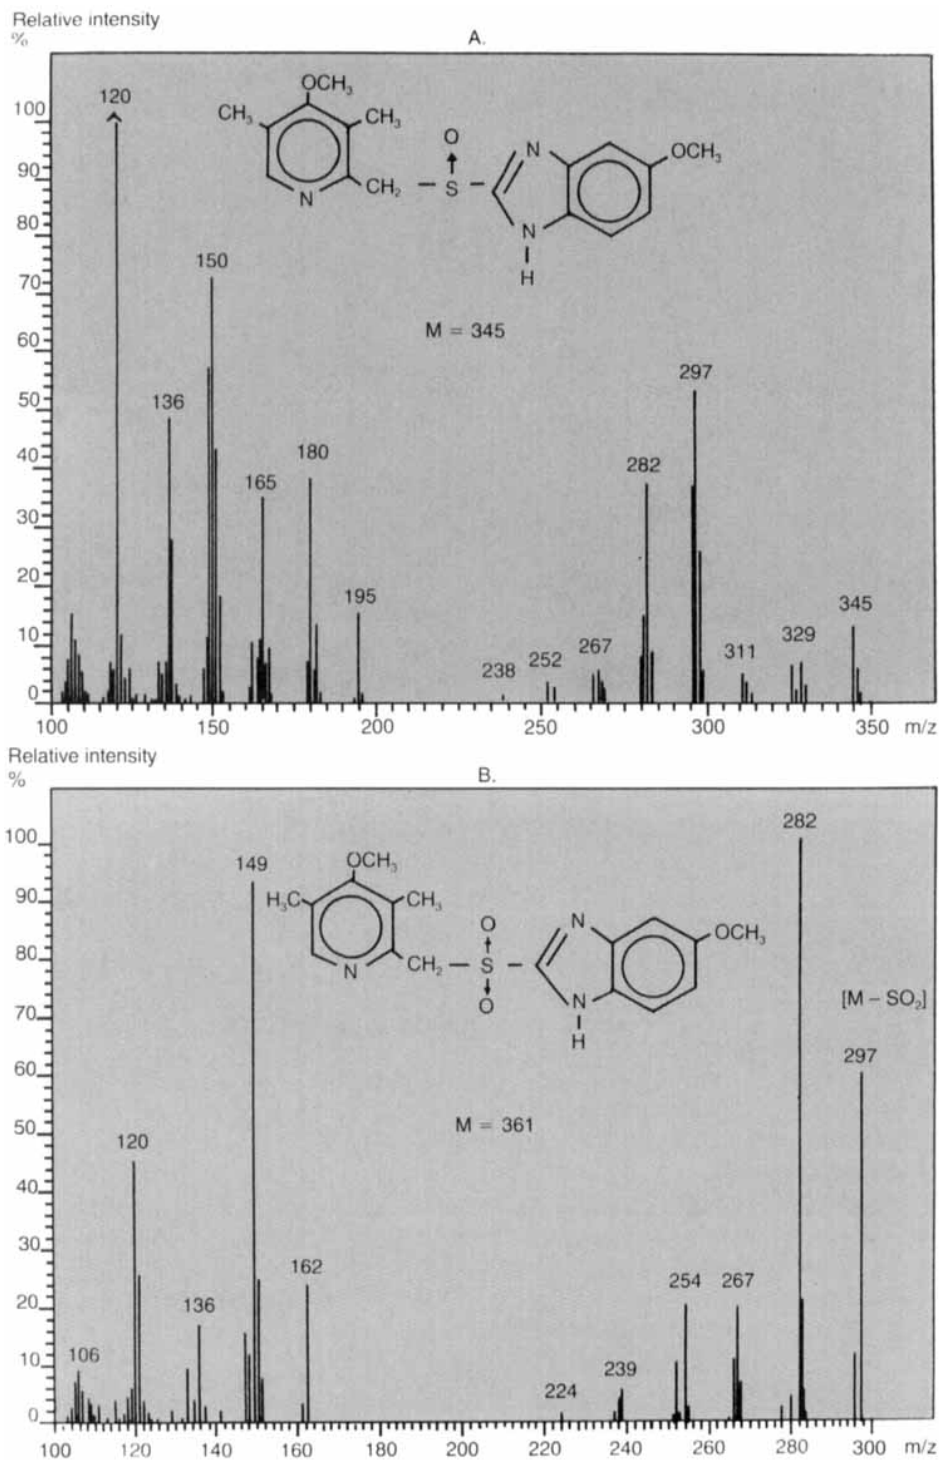 Relative intensity
%
A.
100
90
80
70
60
50
40
30
20
10
0
120
150
136
165
180
195
238
252
267
282
297
311
329
345
OCH₃
CH₃
CH₃
O
N
CH₂
S
N
OCH₃
N
H
M = 345
100 150 200 250 300 350 m/z
Relative intensity
%
B.
100
90
80
70
60
50
40
30
20
10
0
106
120
136
149
162
224
239
254
267
282
[M – SO₂]
297
OCH₃
H₃C
CH₃
O
N
CH₂
S
O
N
OCH₃
N
H
M = 361
100 120 140 160 180 200 220 240 260 280 300 m/z